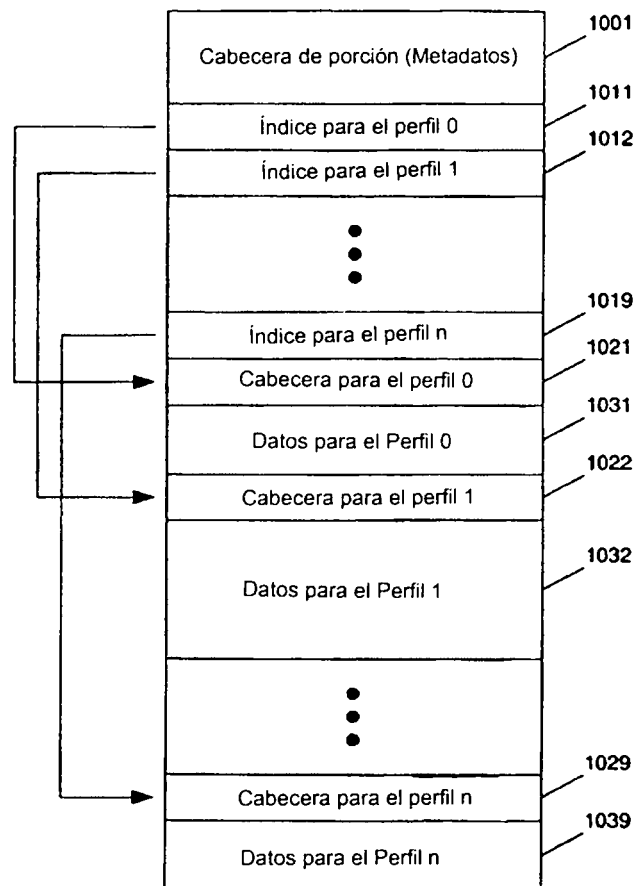 1001
Cabecera de porción (Metadatos)
1011
Índice para el perfil 0
1012
Índice para el perfil 1
1019
Índice para el perfil n
1021
Cabecera para el perfil 0
1031
Datos para el Perfil 0
1022
Cabecera para el perfil 1
1032
Datos para el Perfil 1
1029
Cabecera para el perfil n
1039
Datos para el Perfil n